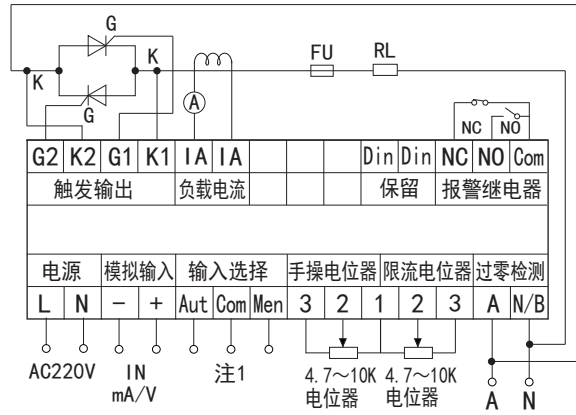 G
FU
RL
K
K
A
G
NC NO
G2 K2 G1 K1 IA IA Din Din NC NO Com
触发输出 负载电流 保留 报警继电器
电源 模拟输入 输入选择 手操电位器 限流电位器 过零检测
L N - + Aut Com Men 3 2 1 2 3 A N/B
AC220V IN 注1 4.7～10K 4.7～10K
mA/V 电位器 电位器 A N